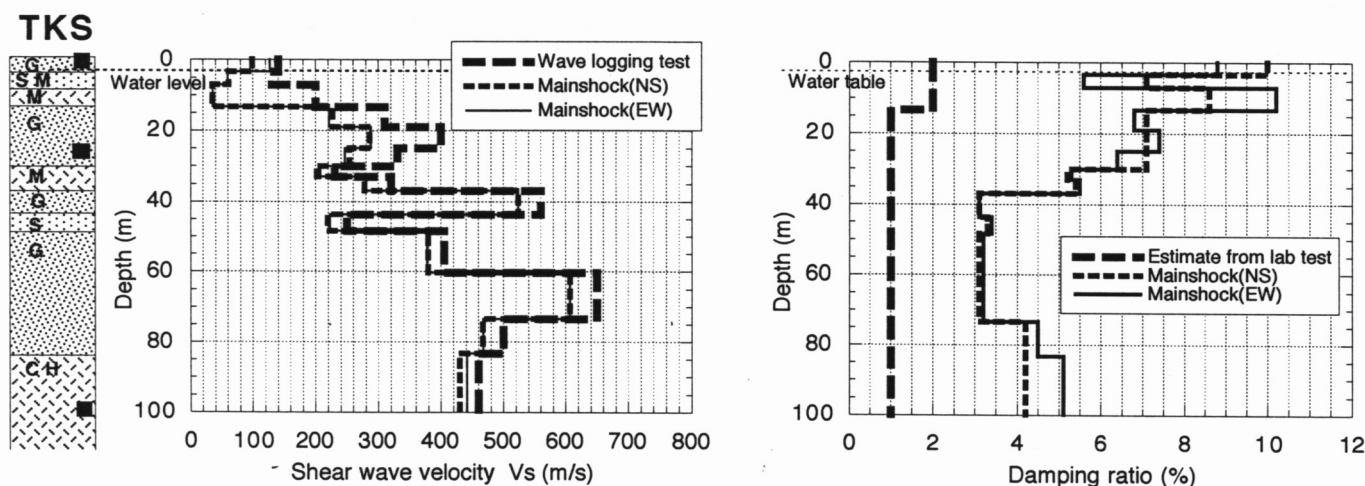 TKS
G
S M
M
G
M
G
S
G
C H
Water level
Wave logging test
Mainshock(NS)
Mainshock(EW)
0
20
40
60
80
100
Depth (m)
0 100 200 300 400 500 600 700 800
Shear wave velocity Vs (m/s)
Water table
Estimate from lab test
Mainshock(NS)
Mainshock(EW)
0
20
40
60
80
100
Depth (m)
0 2 4 6 8 10 12
Damping ratio (%)